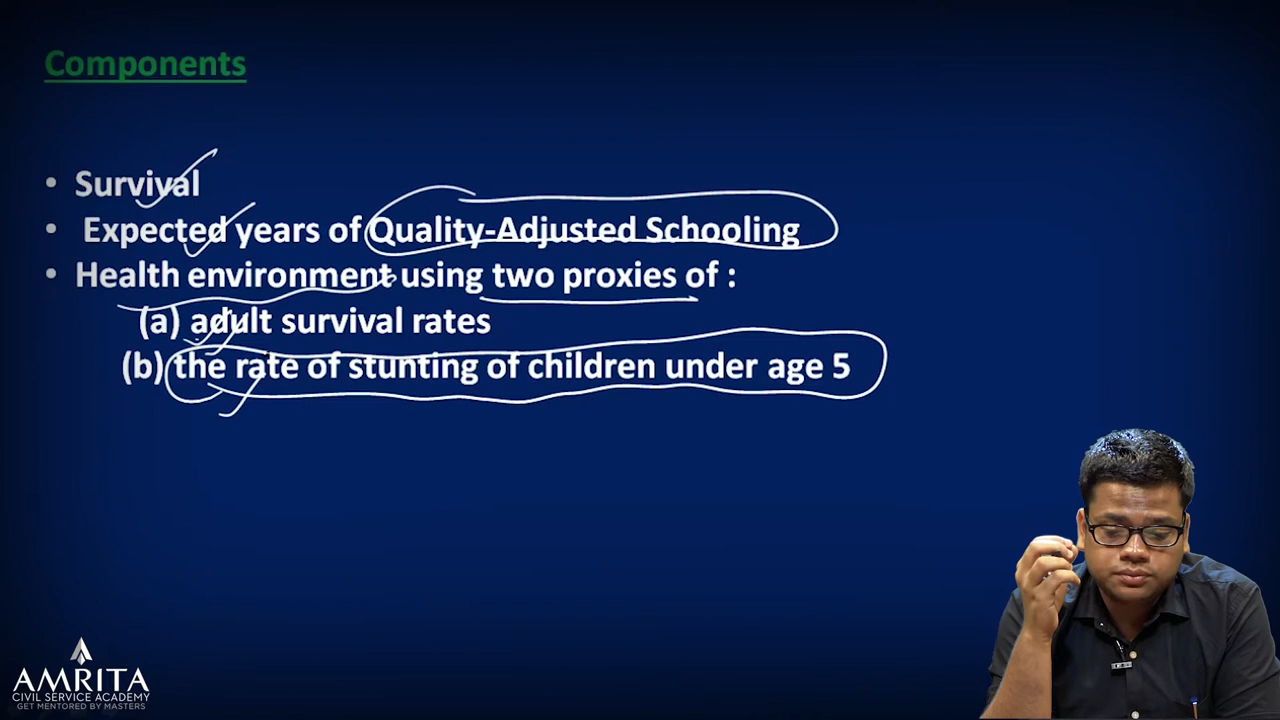 Components
• Survival
• Expected years of Quality-Adjusted Schooling
• Health environment using two proxies of :
(a) adult survival rates
(b) the rate of stunting of children under age 5
AMRITA
CIVIL SERVICE ACADEMY
GET MENTORED BY MASTERS